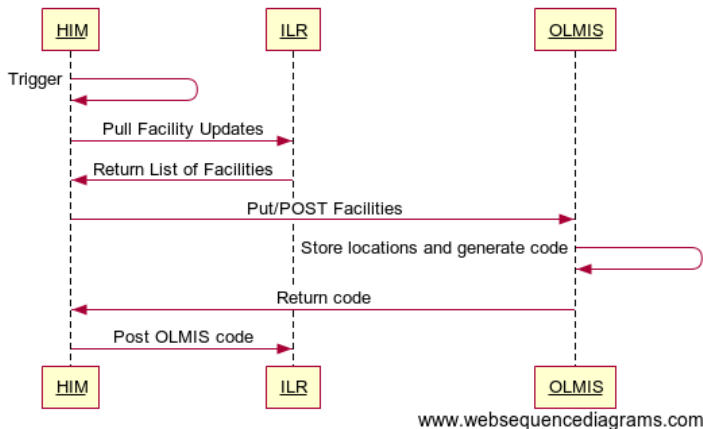 HIM ILR OLMIS
Trigger
Pull Facility Updates
Return List of Facilities
Put/POST Facilities
Store locations and generate code
Return code
Post OLMIS code
HIM ILR OLMIS
www.websequencediagrams.com